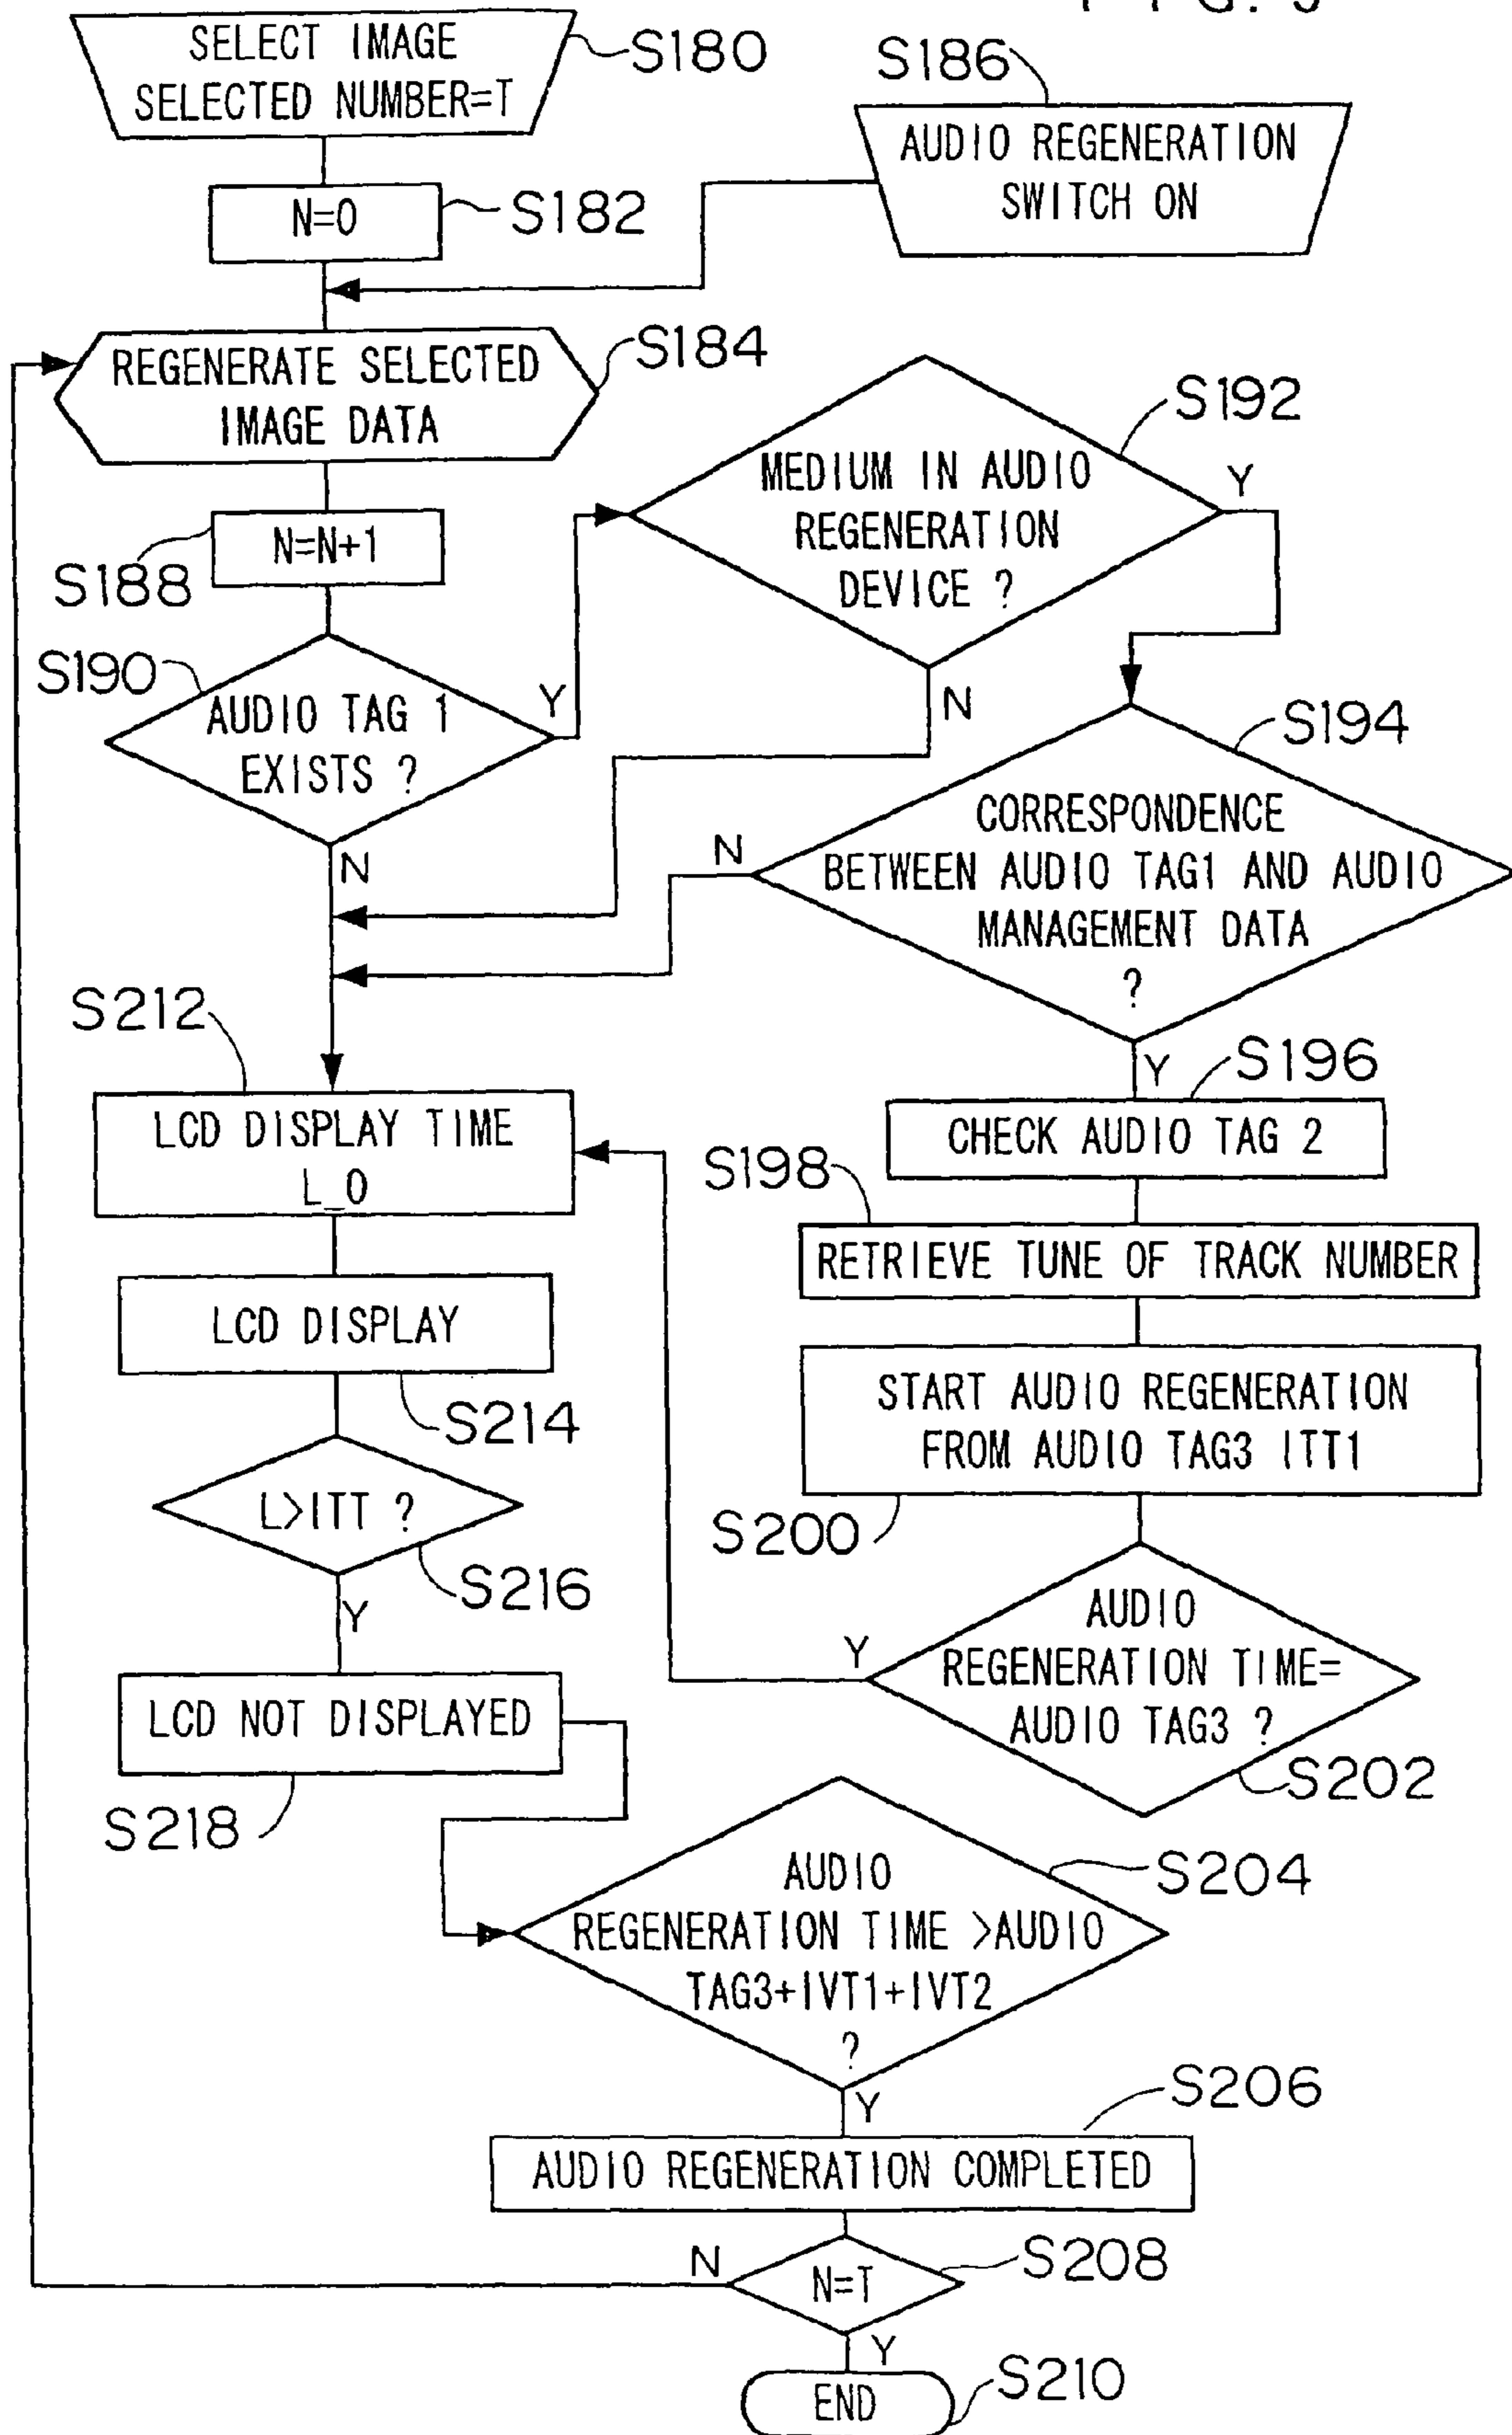 SELECT IMAGE
SELECTED NUMBER=T
S180
S186
AUDIO REGENERATION
SWITCH ON
N=0
S182
REGENERATE SELECTED
IMAGE DATA
S184
S192
MEDIUM IN AUDIO
REGENERATION
DEVICE ?
Y
N
N=N+1
S188
S190
AUDIO TAG 1
EXISTS ?
Y
N
S194
CORRESPONDENCE
BETWEEN AUDIO TAG1 AND AUDIO
MANAGEMENT DATA
?
N
Y
S212
LCD DISPLAY TIME
L_0
S196
CHECK AUDIO TAG 2
S198
RETRIEVE TUNE OF TRACK NUMBER
LCD DISPLAY
S214
START AUDIO REGENERATION
FROM AUDIO TAG3 ITT1
S200
L>ITT ?
S216
Y
AUDIO
REGENERATION TIME=
AUDIO TAG3 ?
Y
S202
LCD NOT DISPLAYED
S218
AUDIO
REGENERATION TIME >AUDIO
TAG3+IVT1+IVT2
?
S204
Y
S206
AUDIO REGENERATION COMPLETED
N
N=T
S208
Y
END
S210